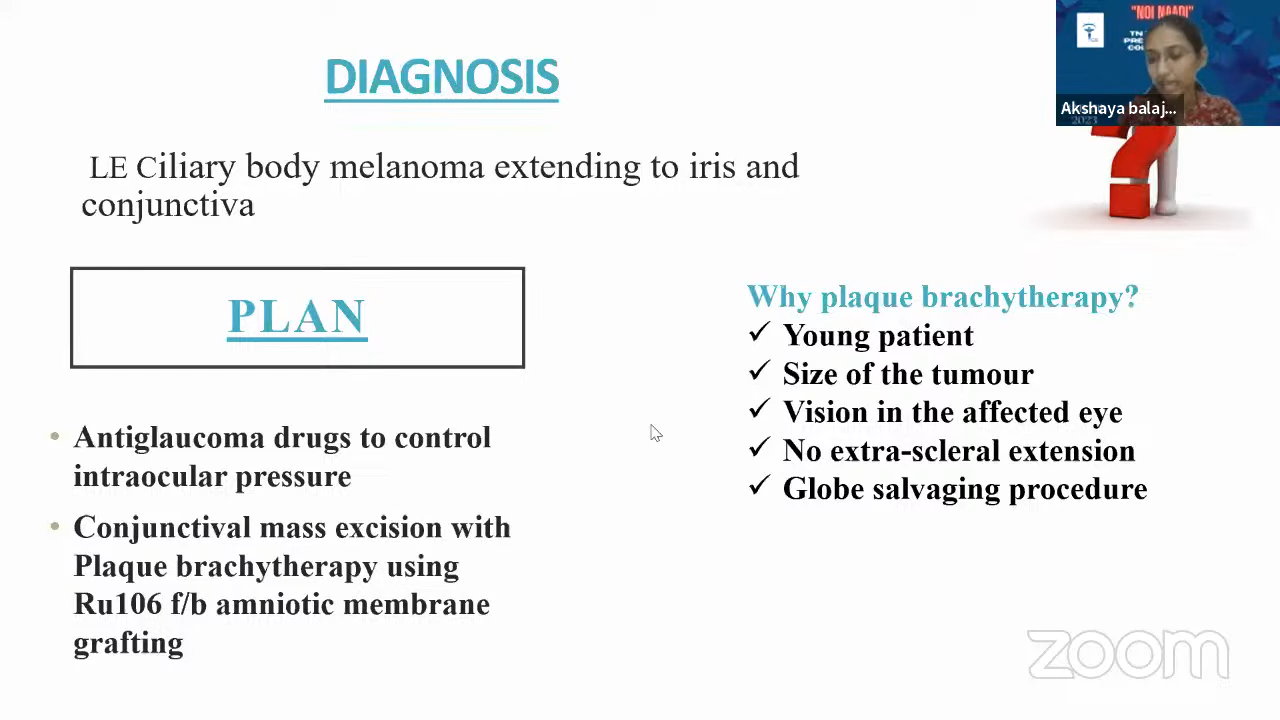 DIAGNOSIS
LE Ciliary body melanoma extending to iris and
conjunctiva
PLAN
Antiglaucoma drugs to control
intraocular pressure
Conjunctival mass excision with
Plaque brachytherapy using
Ru106 f/b amniotic membrane
grafting
Why plaque brachytherapy?
Young patient
Size of the tumour
Vision in the affected eye
No extra-scleral extension
Globe salvaging procedure
"NOI NAADI"
Akshaya balaj...
2023
zoom